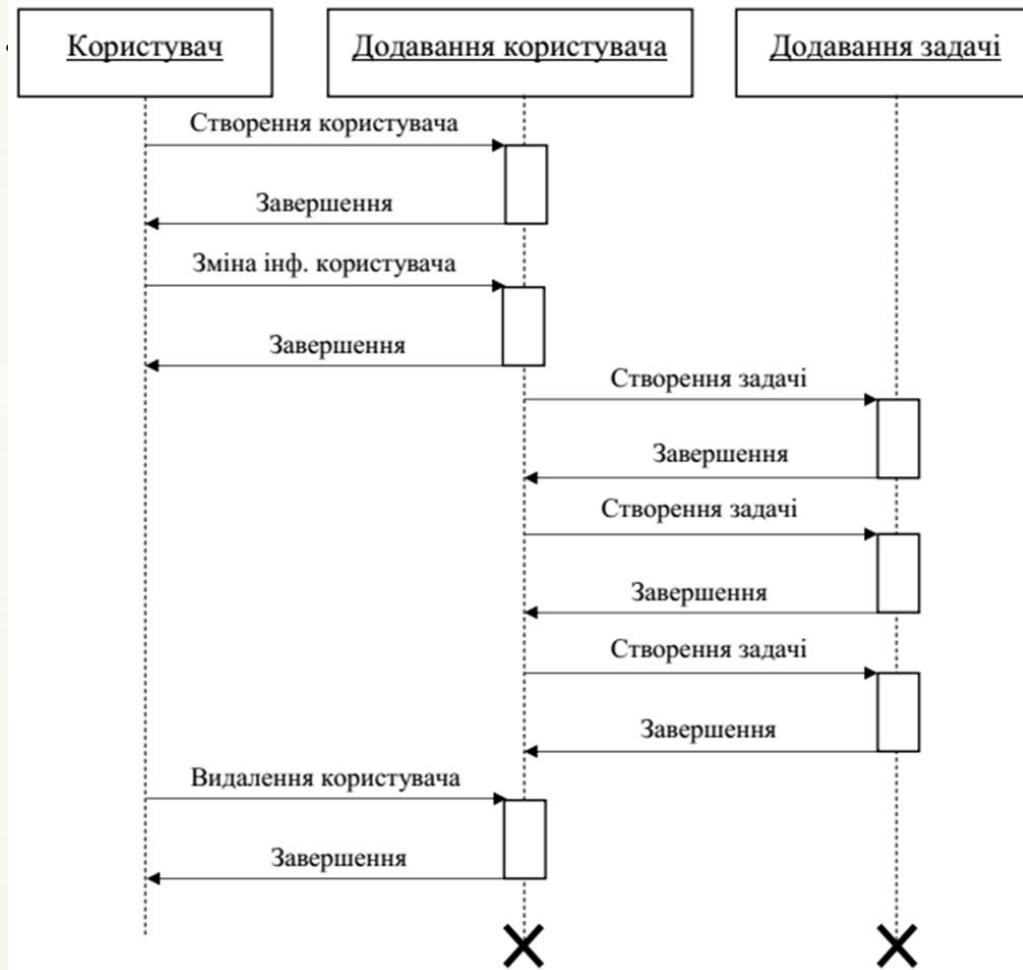 Користувач
Додавання користувача
Додавання задачі
Створення користувача
Завершення
Зміна інф. користувача
Завершення
Створення задачі
Завершення
Створення задачі
Завершення
Створення задачі
Завершення
Видалення користувача
Завершення